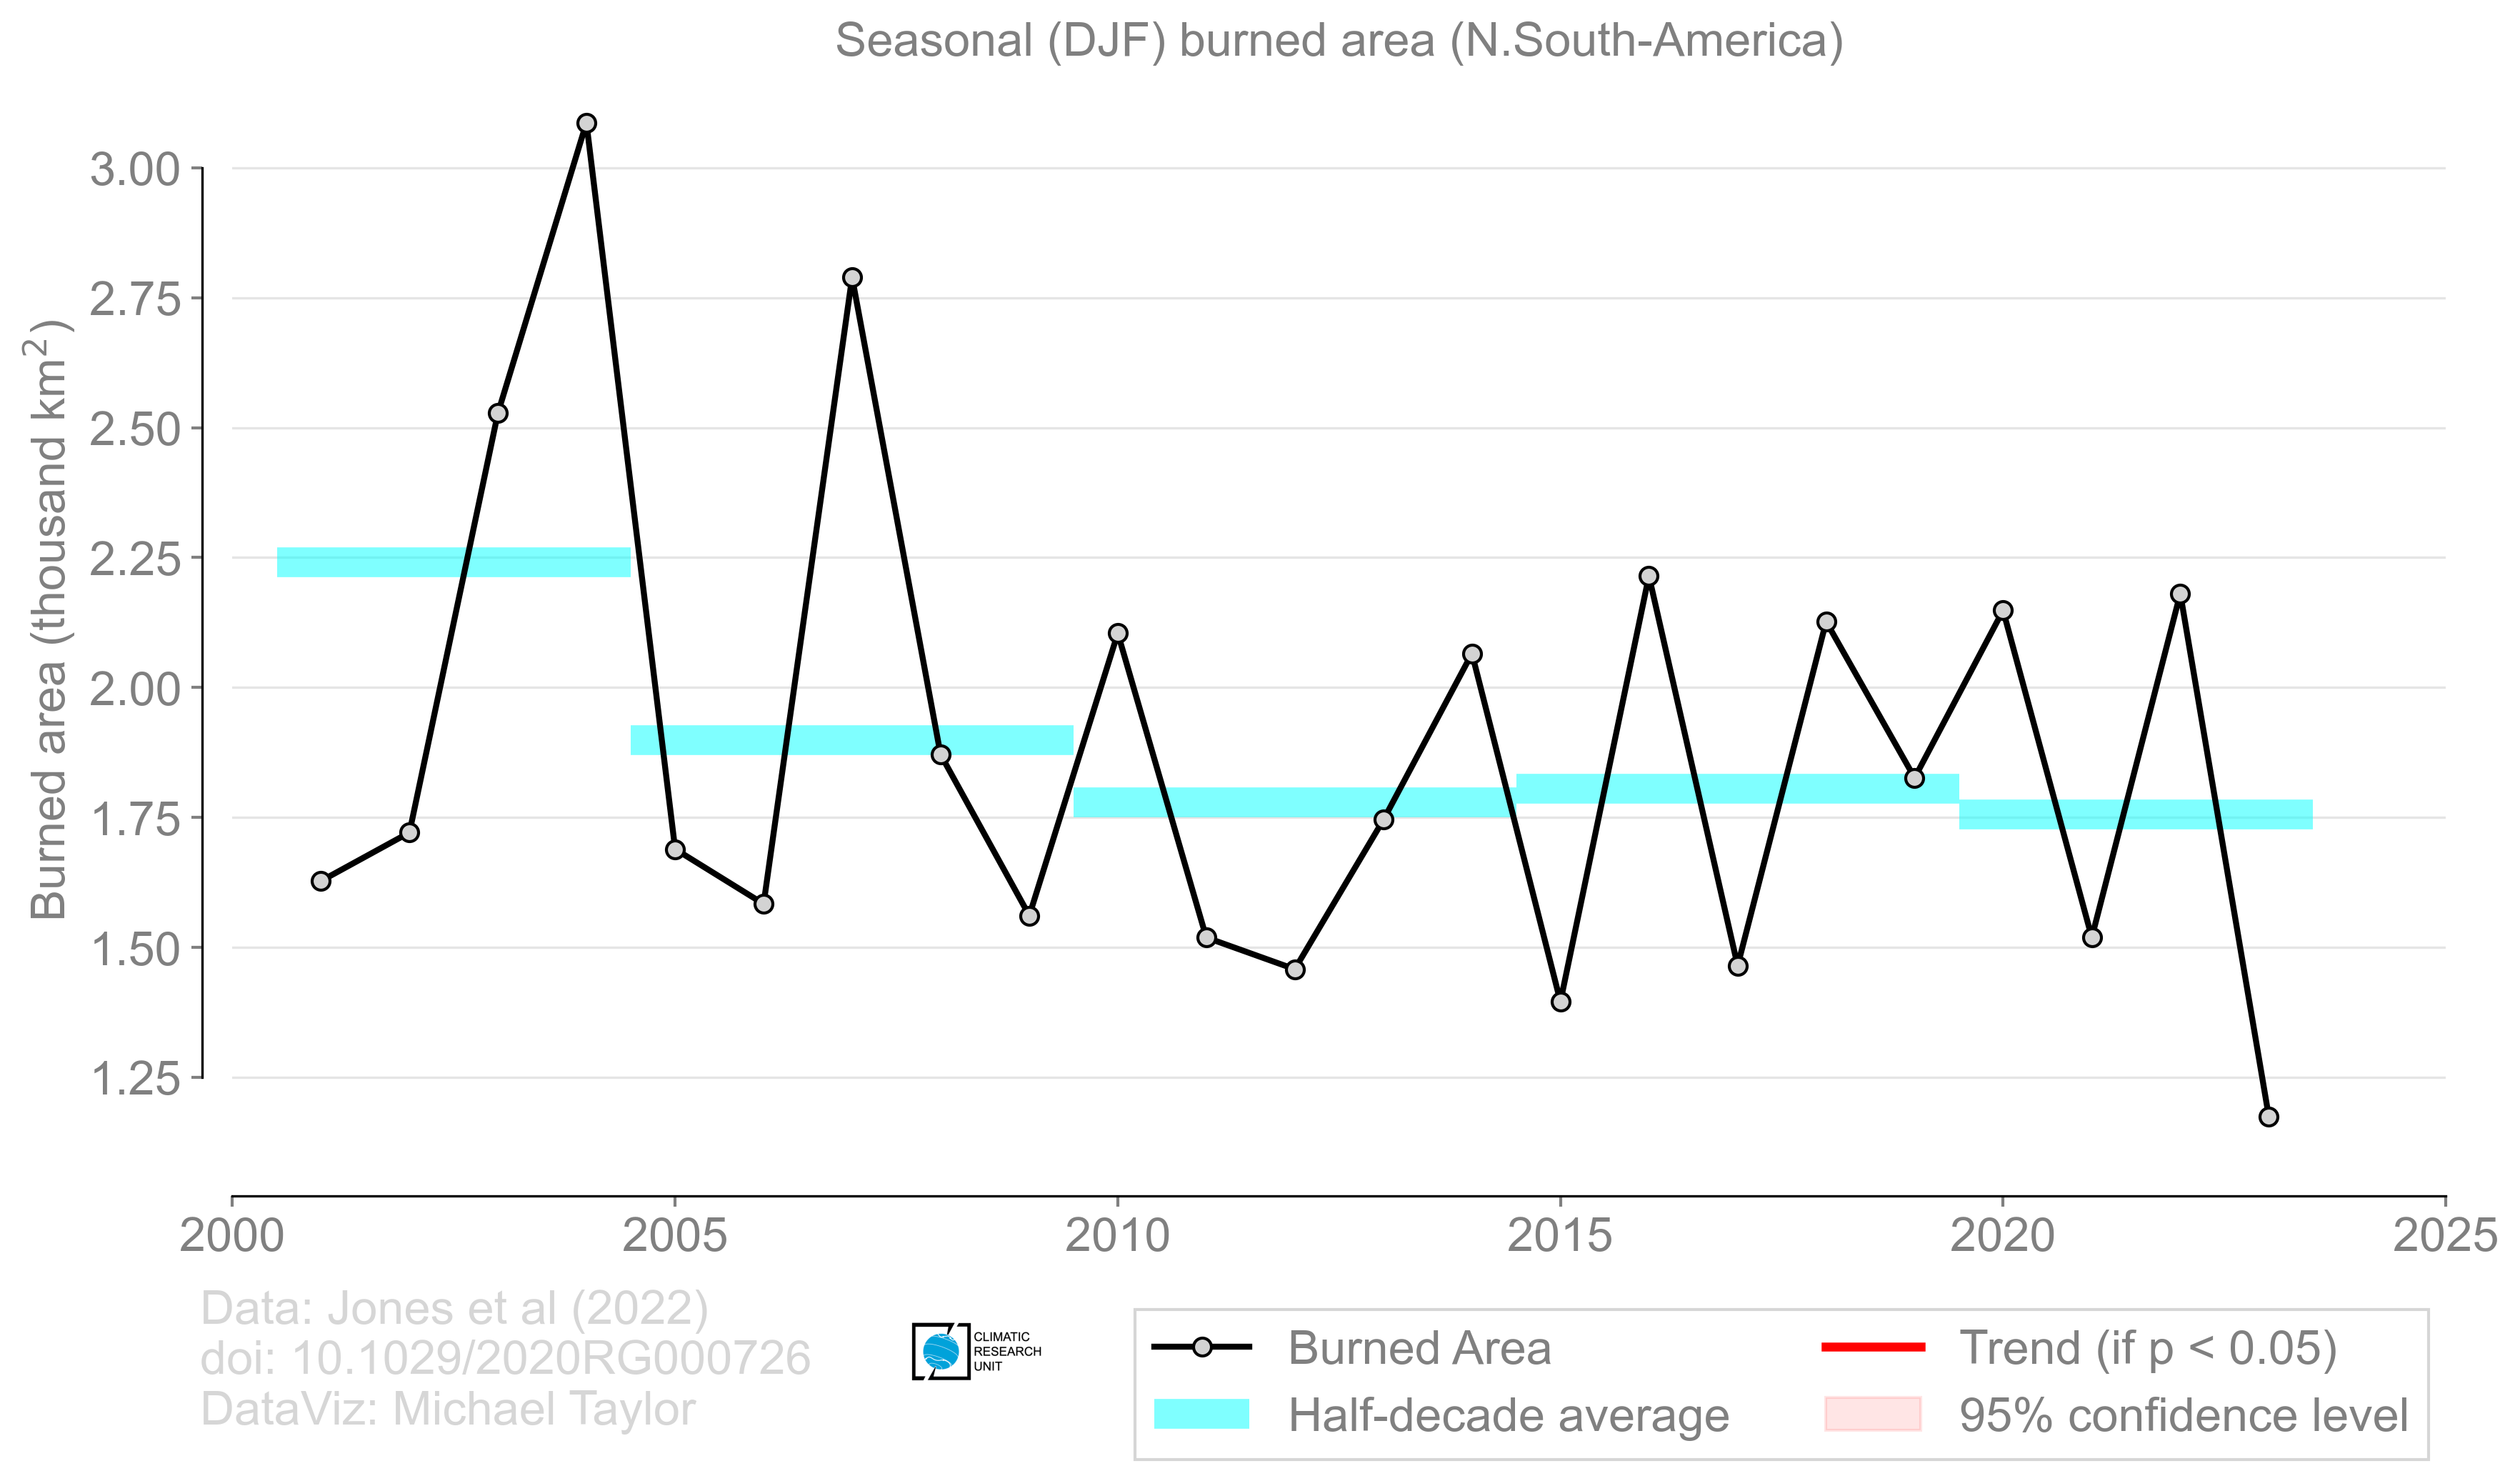 Seasonal (DJF) burned area (N.South-America)
Burned area (thousand km²)
3.00
2.75
2.50
2.25
2.00
1.75
1.50
1.25
2000 2005 2010 2015 2020 2025
Data: Jones et al (2022)
doi: 10.1029/2020RG000726
DataViz: Michael Taylor
CLIMATIC
RESEARCH
UNIT
Burned Area
Half-decade average
Trend (if p < 0.05)
95% confidence level